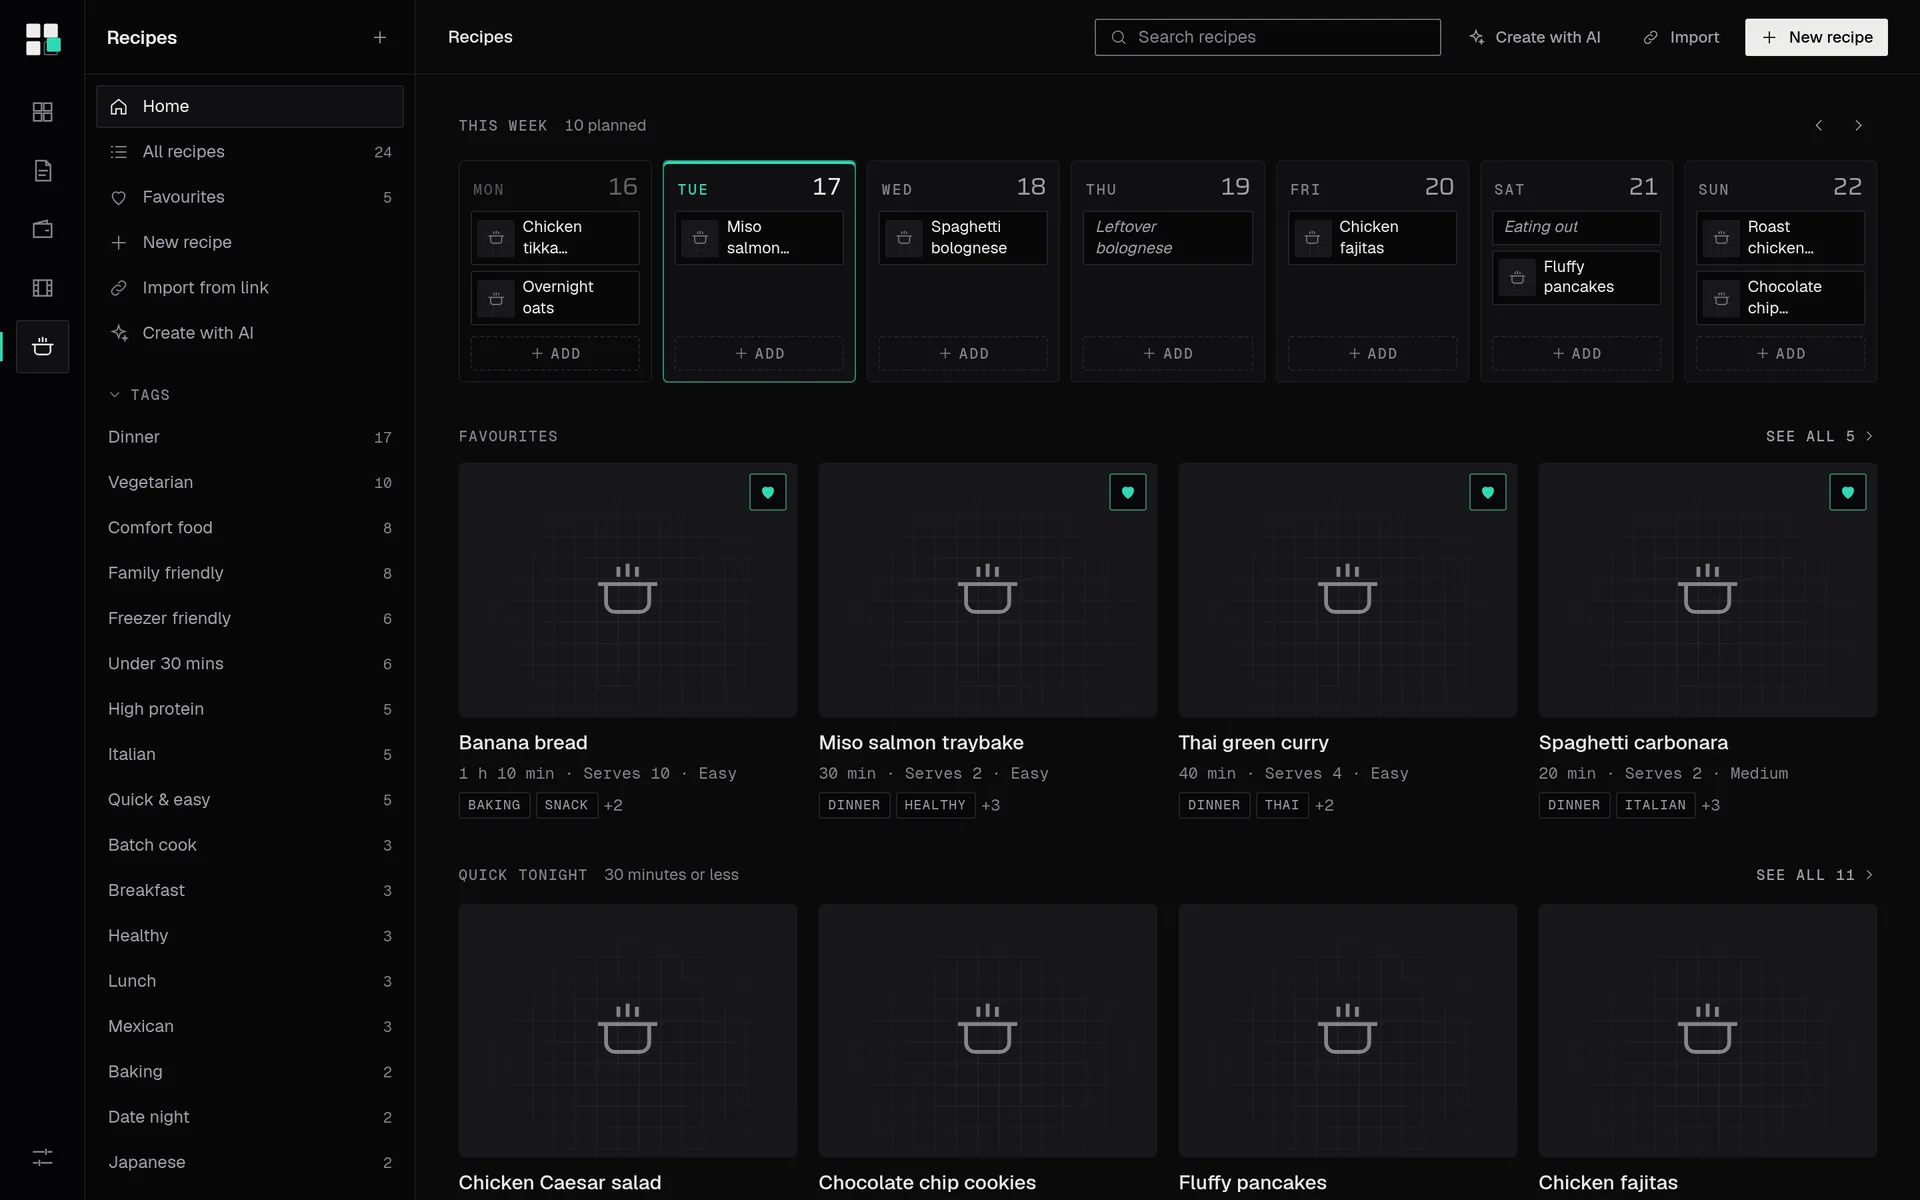 Recipes
Home
All recipes 24
Favourites 5
New recipe
Import from link
Create with AI
TAGS
Dinner 17
Vegetarian 10
Comfort food 8
Family friendly 8
Freezer friendly 6
Under 30 mins 6
High protein 5
Italian 5
Quick & easy 5
Batch cook 3
Breakfast 3
Healthy 3
Lunch 3
Mexican 3
Baking 2
Date night 2
Japanese 2
Recipes
Search recipes
Create with AI
Import
New recipe
THIS WEEK 10 planned
MON 16
Chicken
tikka…
Overnight
oats
+ ADD
TUE 17
Miso
salmon…
+ ADD
WED 18
Spaghetti
bolognese
+ ADD
THU 19
Leftover
bolognese
+ ADD
FRI 20
Chicken
fajitas
+ ADD
SAT 21
Eating out
Fluffy
pancakes
+ ADD
SUN 22
Roast
chicken…
Chocolate
chip…
+ ADD
FAVOURITES
SEE ALL 5
Banana bread
1 h 10 min · Serves 10 · Easy
BAKING SNACK +2
Miso salmon traybake
30 min · Serves 2 · Easy
DINNER HEALTHY +3
Thai green curry
40 min · Serves 4 · Easy
DINNER THAI +2
Spaghetti carbonara
20 min · Serves 2 · Medium
DINNER ITALIAN +3
QUICK TONIGHT 30 minutes or less
SEE ALL 11
Chicken Caesar salad
Chocolate chip cookies
Fluffy pancakes
Chicken fajitas